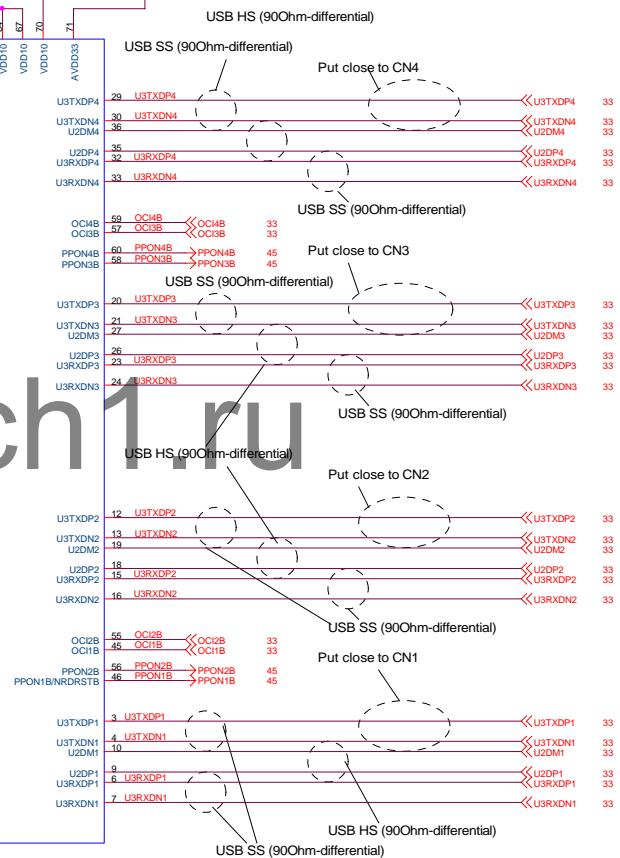 USB HS (90Ohm-differential)
67 70 71
VDD10 VDD10 VDD10 AVDD33
USB SS (90Ohm-differential)
Put close to CN4
U3TXDP4 29 U3TXDP4 U3TXDP4 33
U3TXDN4 30 U3TXDN4 U3TXDN4 33
U2DM4 36 U2DM4 33
U2DP4 35 U2DP4 33
U3RXDP4 32 U3RXDP4 U3RXDP4 33
U3RXDN4 33 U3RXDN4 U3RXDN4 33
USB SS (90Ohm-differential)
OCI4B 59 OCI4B OCI4B 33
OCI3B 57 OCI3B OCI3B 33
PPON4B 60 PPON4B PPON4B 45
PPON3B 58 PPON3B PPON3B 45
Put close to CN3
USB SS (90Ohm-differential)
U3TXDP3 20 U3TXDP3 U3TXDP3 33
U3TXDN3 21 U3TXDN3 U3TXDN3 33
U2DM3 27 U2DM3 33
U2DP3 26 U2DP3 33
U3RXDP3 23 U3RXDP3 U3RXDP3 33
U3RXDN3 24 U3RXDN3 U3RXDN3 33
USB SS (90Ohm-differential)
ch1.ru
USB HS (90Ohm-differential)
Put close to CN2
U3TXDP2 12 U3TXDP2 U3TXDP2 33
U3TXDN2 13 U3TXDN2 U3TXDN2 33
U2DM2 19 U2DM2 33
U2DP2 18 U2DP2 33
U3RXDP2 15 U3RXDP2 U3RXDP2 33
U3RXDN2 16 U3RXDN2 U3RXDN2 33
USB SS (90Ohm-differential)
OCI2B 55 OCI2B OCI2B 33
OCI1B 45 OCI1B OCI1B 33
Put close to CN1
PPON2B 56 PPON2B PPON2B 45
PPON1B/NRDRSTB 46 PPON1B PPON1B 45
U3TXDP1 3 U3TXDP1 U3TXDP1 33
U3TXDN1 4 U3TXDN1 U3TXDN1 33
U2DM1 10 U2DM1 33
U2DP1 9 U2DP1 33
U3RXDP1 6 U3RXDP1 U3RXDP1 33
U3RXDN1 7 U3RXDN1 U3RXDN1 33
USB HS (90Ohm-differential)
USB SS (90Ohm-differential)